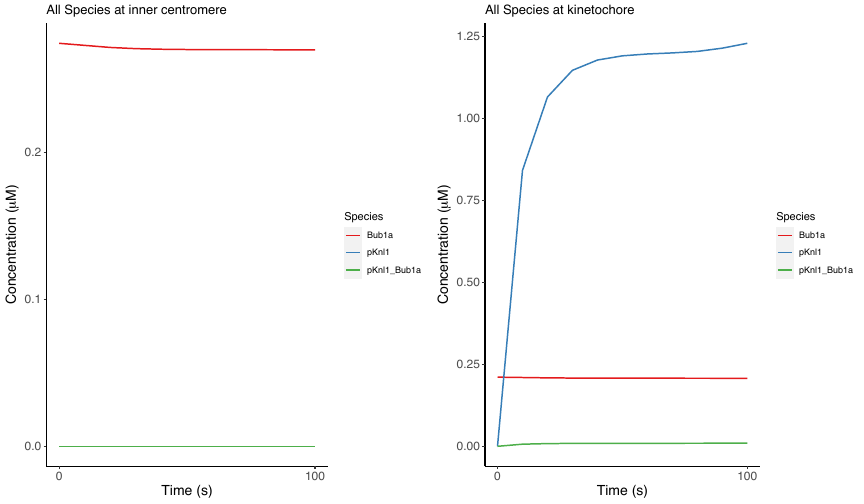 All Species at inner centromere
Concentration (μM)
0.2
0.1
0.0
0
100
Time (s)
Species
Bub1a
pKnl1
pKnl1_Bub1a
All Species at kinetochore
Concentration (μM)
1.25
1.00
0.75
0.50
0.25
0.00
0
100
Time (s)
Species
Bub1a
pKnl1
pKnl1_Bub1a